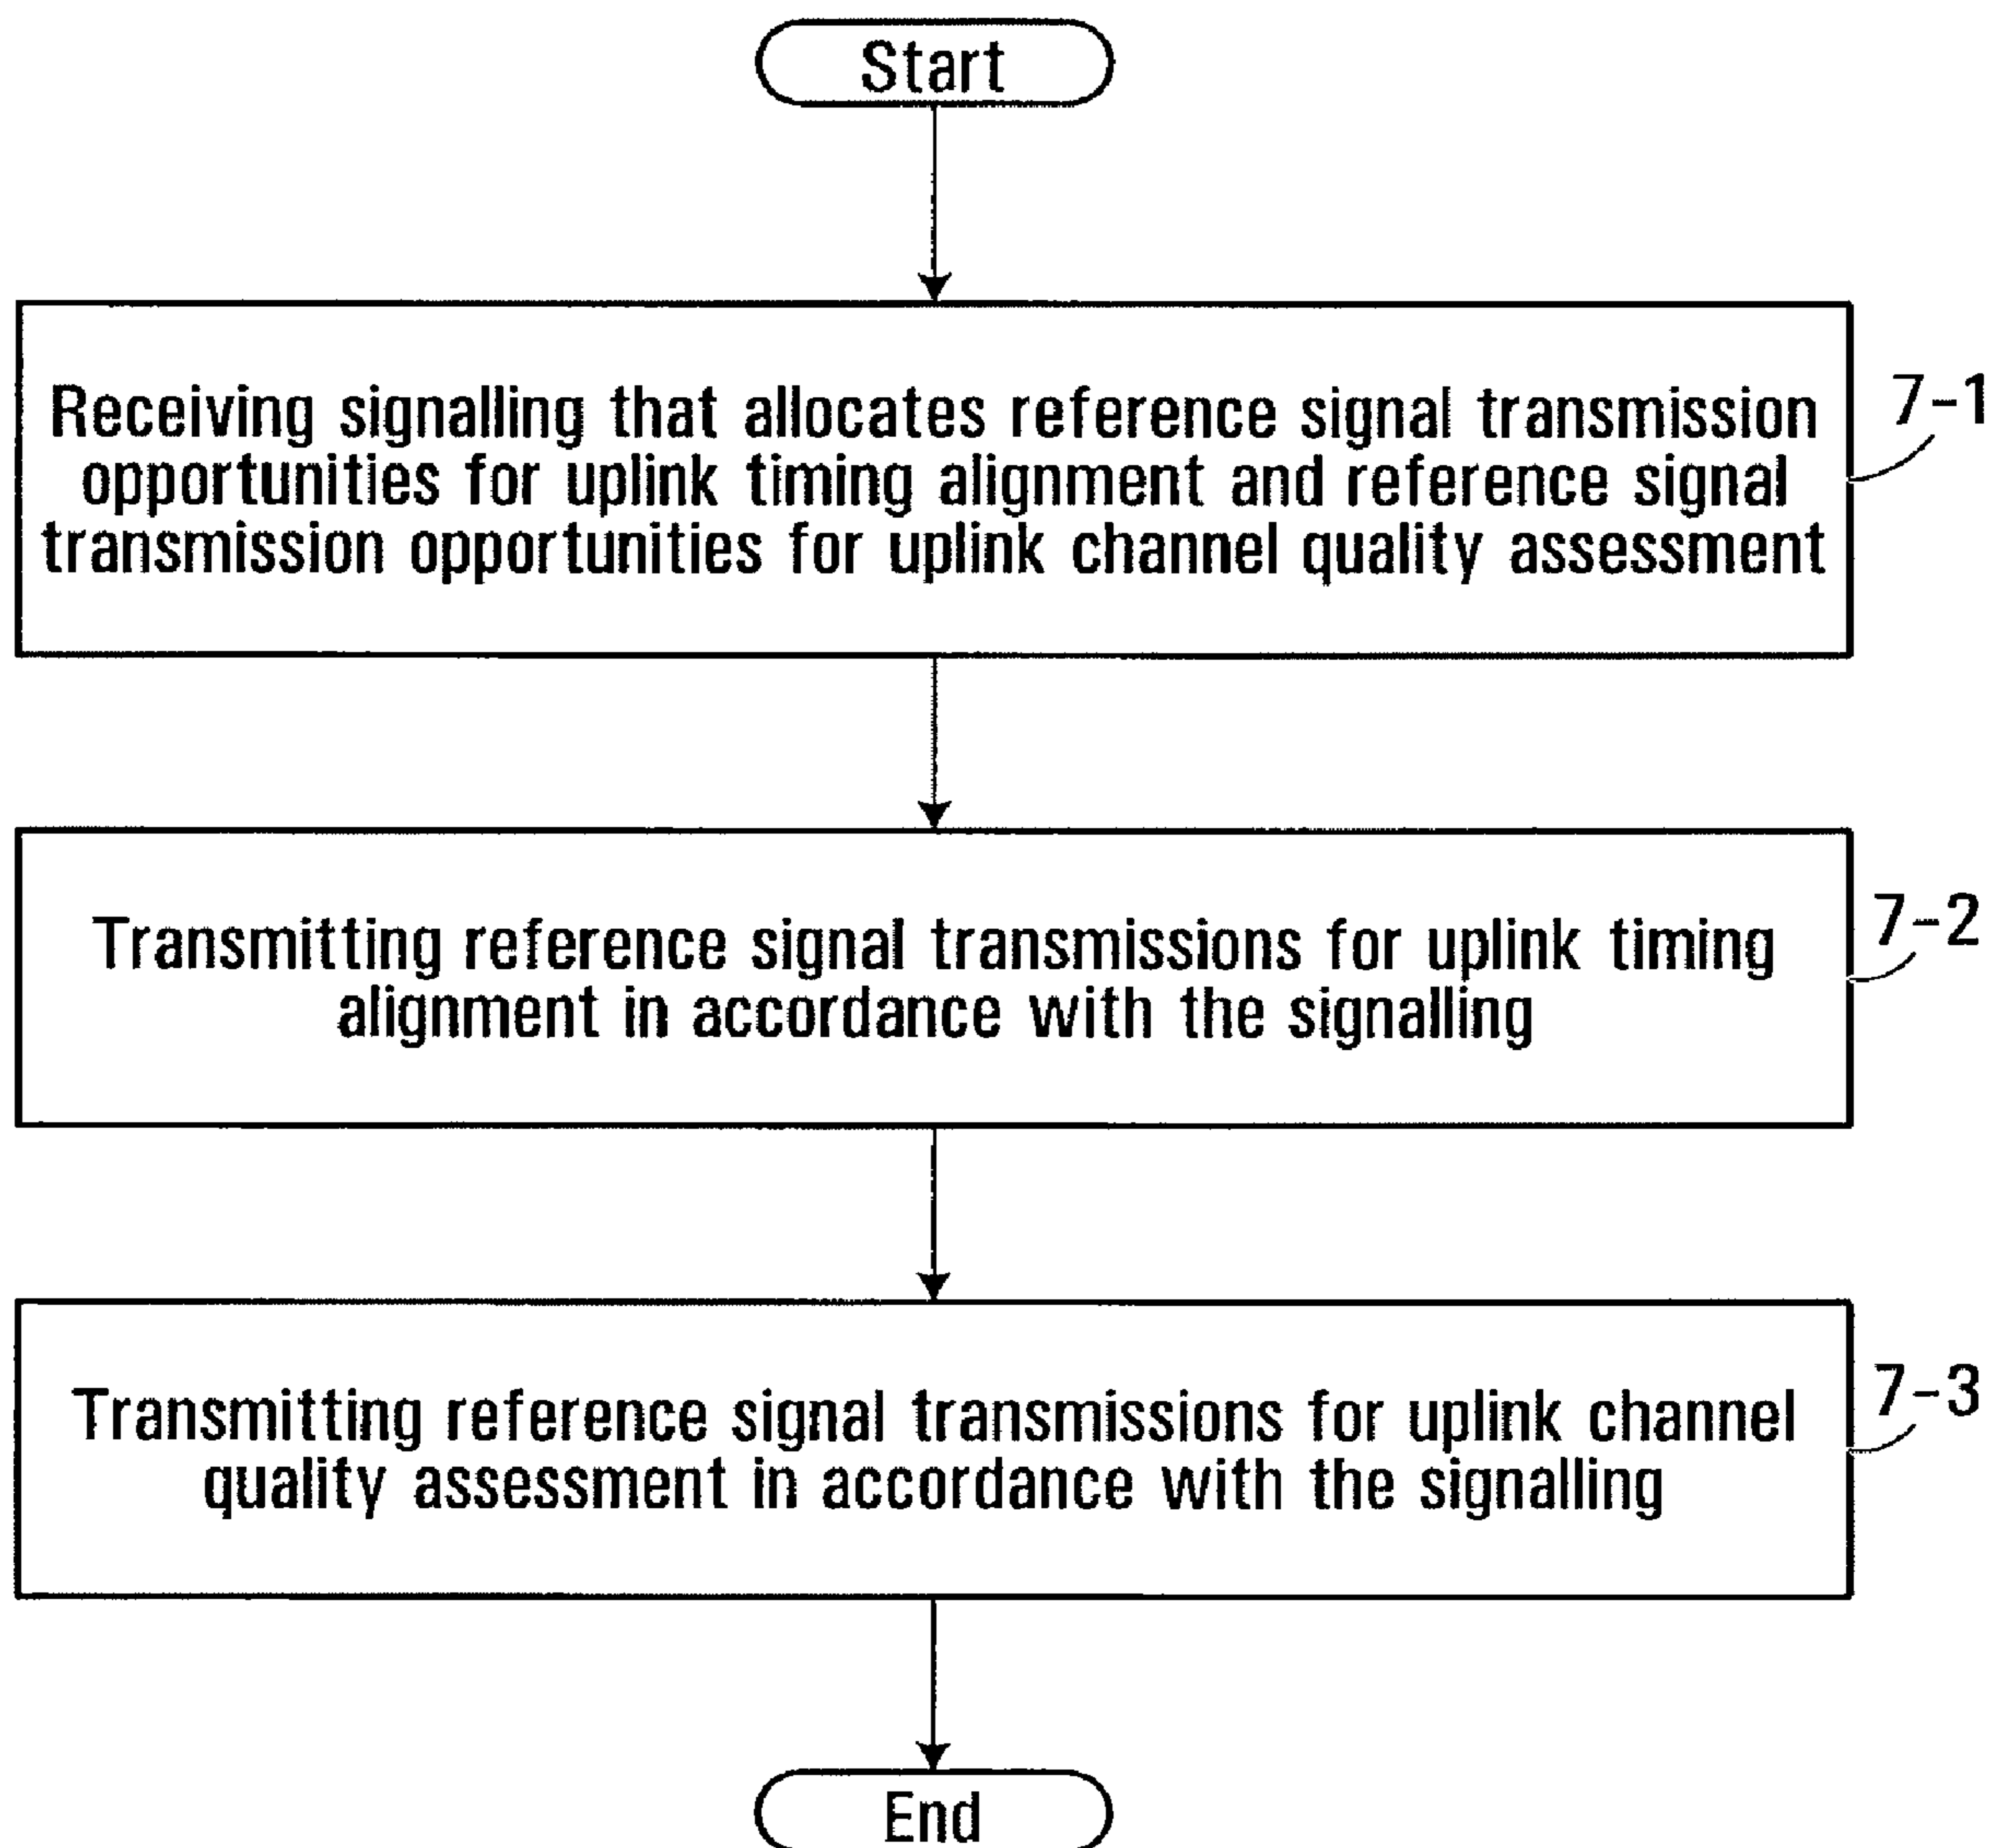 Start
Receiving signalling that allocates reference signal transmission
opportunities for uplink timing alignment and reference signal
transmission opportunities for uplink channel quality assessment
7-1
Transmitting reference signal transmissions for uplink timing
alignment in accordance with the signalling
7-2
Transmitting reference signal transmissions for uplink channel
quality assessment in accordance with the signalling
7-3
End